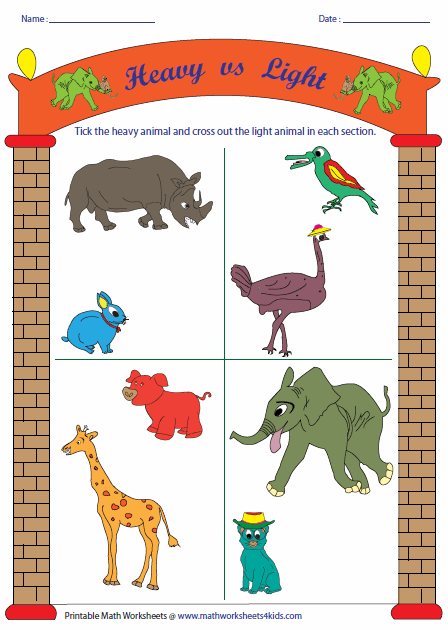 Name : Date :
Heavy vs Light
Tick the heavy animal and cross out the light animal in each section.
Printable Math Worksheets @ www.mathworksheets4kids.com